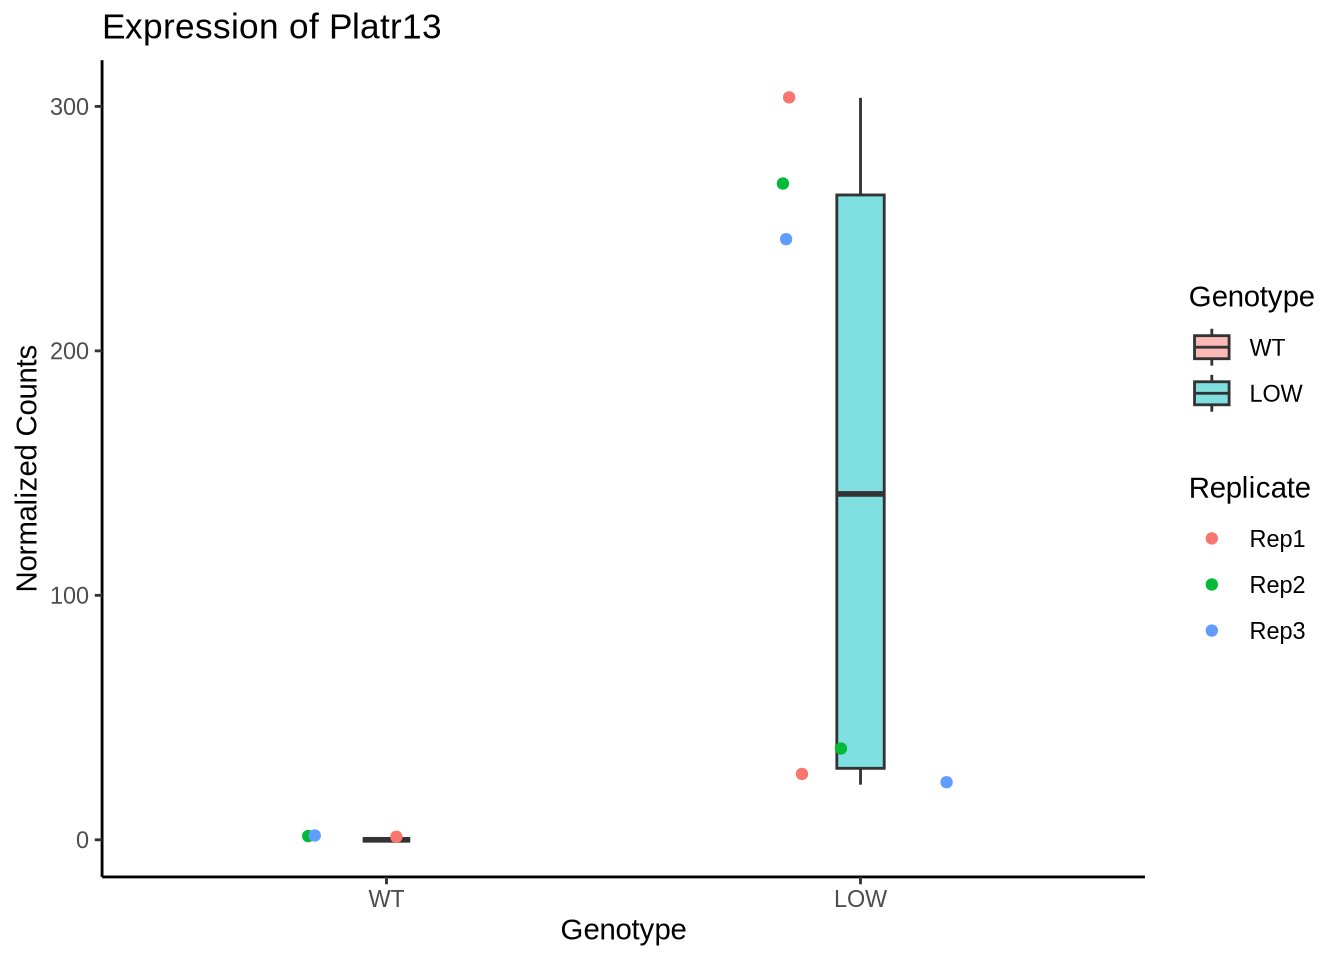 Expression of Platr13
300
200
100
0
Normalized Counts
WT
LOW
Genotype
Genotype
WT
LOW
Replicate
Rep1
Rep2
Rep3